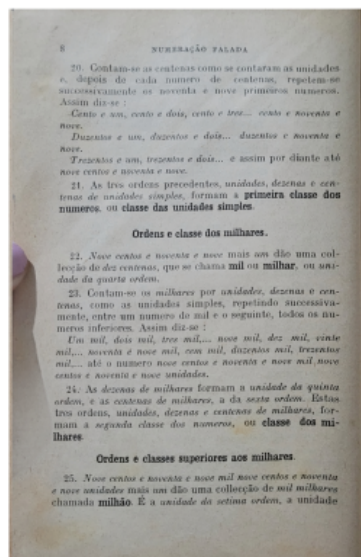 8 NUMERAÇÃO FALADA
20. Contam-se as centenas como se contaram as unidades
e, depois de cada numero de centenas, repetem-se
successivamente os noventa e nove primeiros numeros.
Assim diz-se :
Cento e um, cento e dois, cento e tres... cento e noventa e
nove.
Duzentos e um, duzentos e dois... duzentos e noventa e
nove.
Trezentos e um, trezentos e dois... e assim por diante até
nove centos e noventa e nove.
21. As tres ordens precedentes, unidades, dezenas e cen-
tenas de unidades simples, formam a primeira classe dos
numeros, ou classe das unidades simples.
Ordens e classe dos milhares.
22. Nove centos e noventa e nove mais um dão uma col-
lecção de dez centenas, que se chama mil ou milhar, ou uni-
dade da quarta ordem.
23. Contam-se os milhares por unidades, dezenas e cen-
tenas, como as unidades simples, repetindo successiva-
mente, entre um numero de mil e o seguinte, todos os nu-
meros inferiores. Assim diz-se :
Um mil, dois mil, tres mil,... nove mil, dez mil, vinte
mil,... noventa e nove mil, cem mil, duzentos mil, trezentos
mil,... até o numero nove centos e noventa e nove mil nove
centos e noventa e nove unidades.
24. As dezenas de milhares formam a unidade da quinta
ordem, e as centenas de milhares, a da sexta ordem. Estas
tres ordens, unidades, dezenas e centenas de milhares, for-
mam a segunda classe dos numeros, ou classe dos mi-
lhares.
Ordens e classes superiores aos milhares.
25. Nove centos e noventa e nove mil nove centos e noventa
e nove unidades mais um dão uma collecção de mil milhares
chamada milhão. É a unidade da setima ordem, a unidade